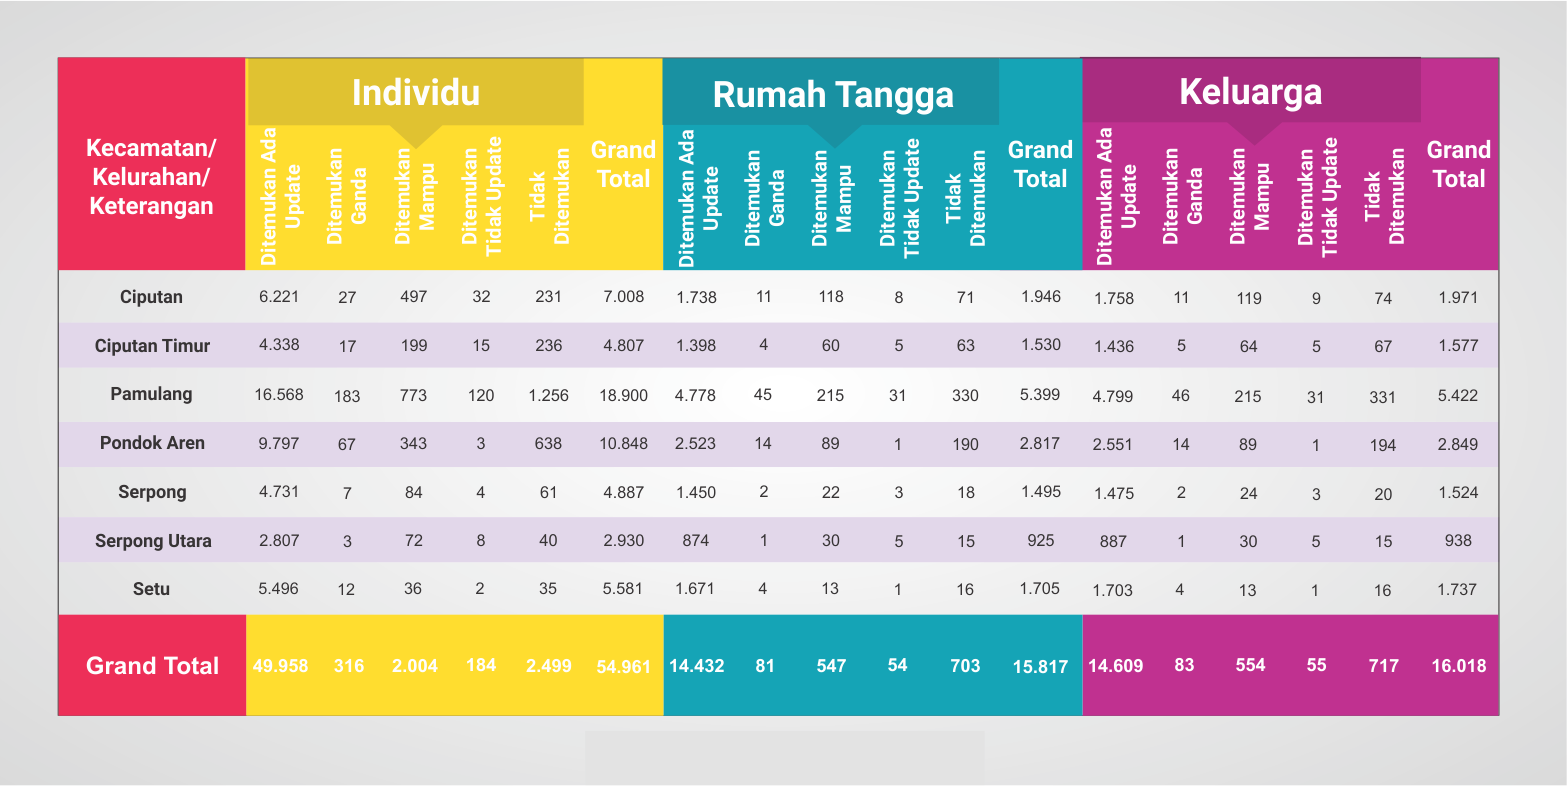 Individu
Rumah Tangga
Keluarga
Kecamatan/
Kelurahan/
Keterangan
Ditemukan Ada
Update
Ditemukan
Ganda
Ditemukan
Mampu
Ditemukan
Tidak Update
Tidak
Ditemukan
Grand
Total
Ditemukan Ada
Update
Ditemukan
Ganda
Ditemukan
Mampu
Ditemukan
Tidak Update
Tidak
Ditemukan
Grand
Total
Ditemukan Ada
Update
Ditemukan
Ganda
Ditemukan
Mampu
Ditemukan
Tidak Update
Tidak
Ditemukan
Grand
Total
Ciputan 6.221 27 497 32 231 7.008 1.738 11 118 8 71 1.946 1.758 11 119 9 74 1.971
Ciputan Timur 4.338 17 199 15 236 4.807 1.398 4 60 5 63 1.530 1.436 5 64 5 67 1.577
Pamulang 16.568 183 773 120 1.256 18.900 4.778 45 215 31 330 5.399 4.799 46 215 31 331 5.422
Pondok Aren 9.797 67 343 3 638 10.848 2.523 14 89 1 190 2.817 2.551 14 89 1 194 2.849
Serpong 4.731 7 84 4 61 4.887 1.450 2 22 3 18 1.495 1.475 2 24 3 20 1.524
Serpong Utara 2.807 3 72 8 40 2.930 874 1 30 5 15 925 887 1 30 5 15 938
Setu 5.496 12 36 2 35 5.581 1.671 4 13 1 16 1.705 1.703 4 13 1 16 1.737
Grand Total 49.958 316 2.004 184 2.499 54.961 14.432 81 547 54 703 15.817 14.609 83 554 55 717 16.018